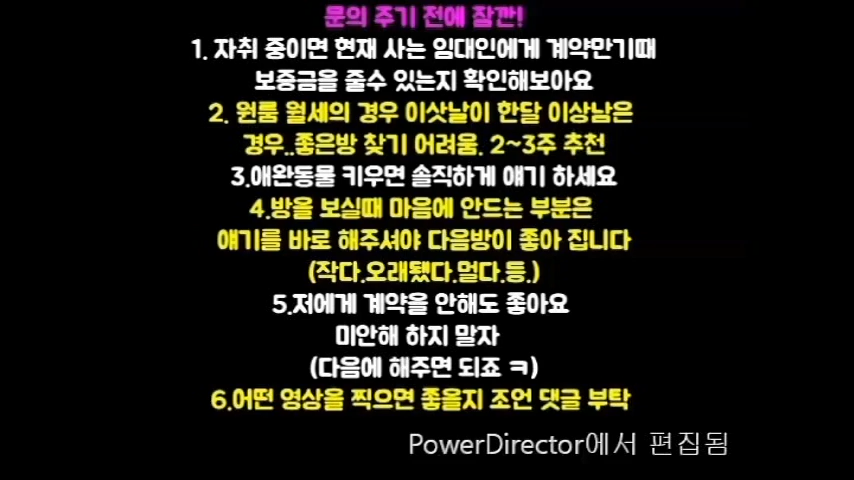 문의 주기 전에 잠깐!
1. 자취 중이면 현재 사는 임대인에게 계약만기때
보증금을 줄수 있는지 확인해보아요
2. 원룸 월세의 경우 이삿날이 한달 이상남은
경우..좋은방 찾기 어려움. 2~3주 추천
3.애완동물 키우면 솔직하게 얘기 하세요
4.방을 보실때 마음에 안드는 부분은
얘기를 바로 해주셔야 다음방이 좋아 집니다
(작다.오래됐다.멀다.등.)
5.저에게 계약을 안해도 좋아요
미안해 하지 말자
(다음에 해주면 되죠 ㅋ)
6.어떤 영상을 찍으면 좋을지 조언 댓글 부탁
PowerDirector에서 편집됨